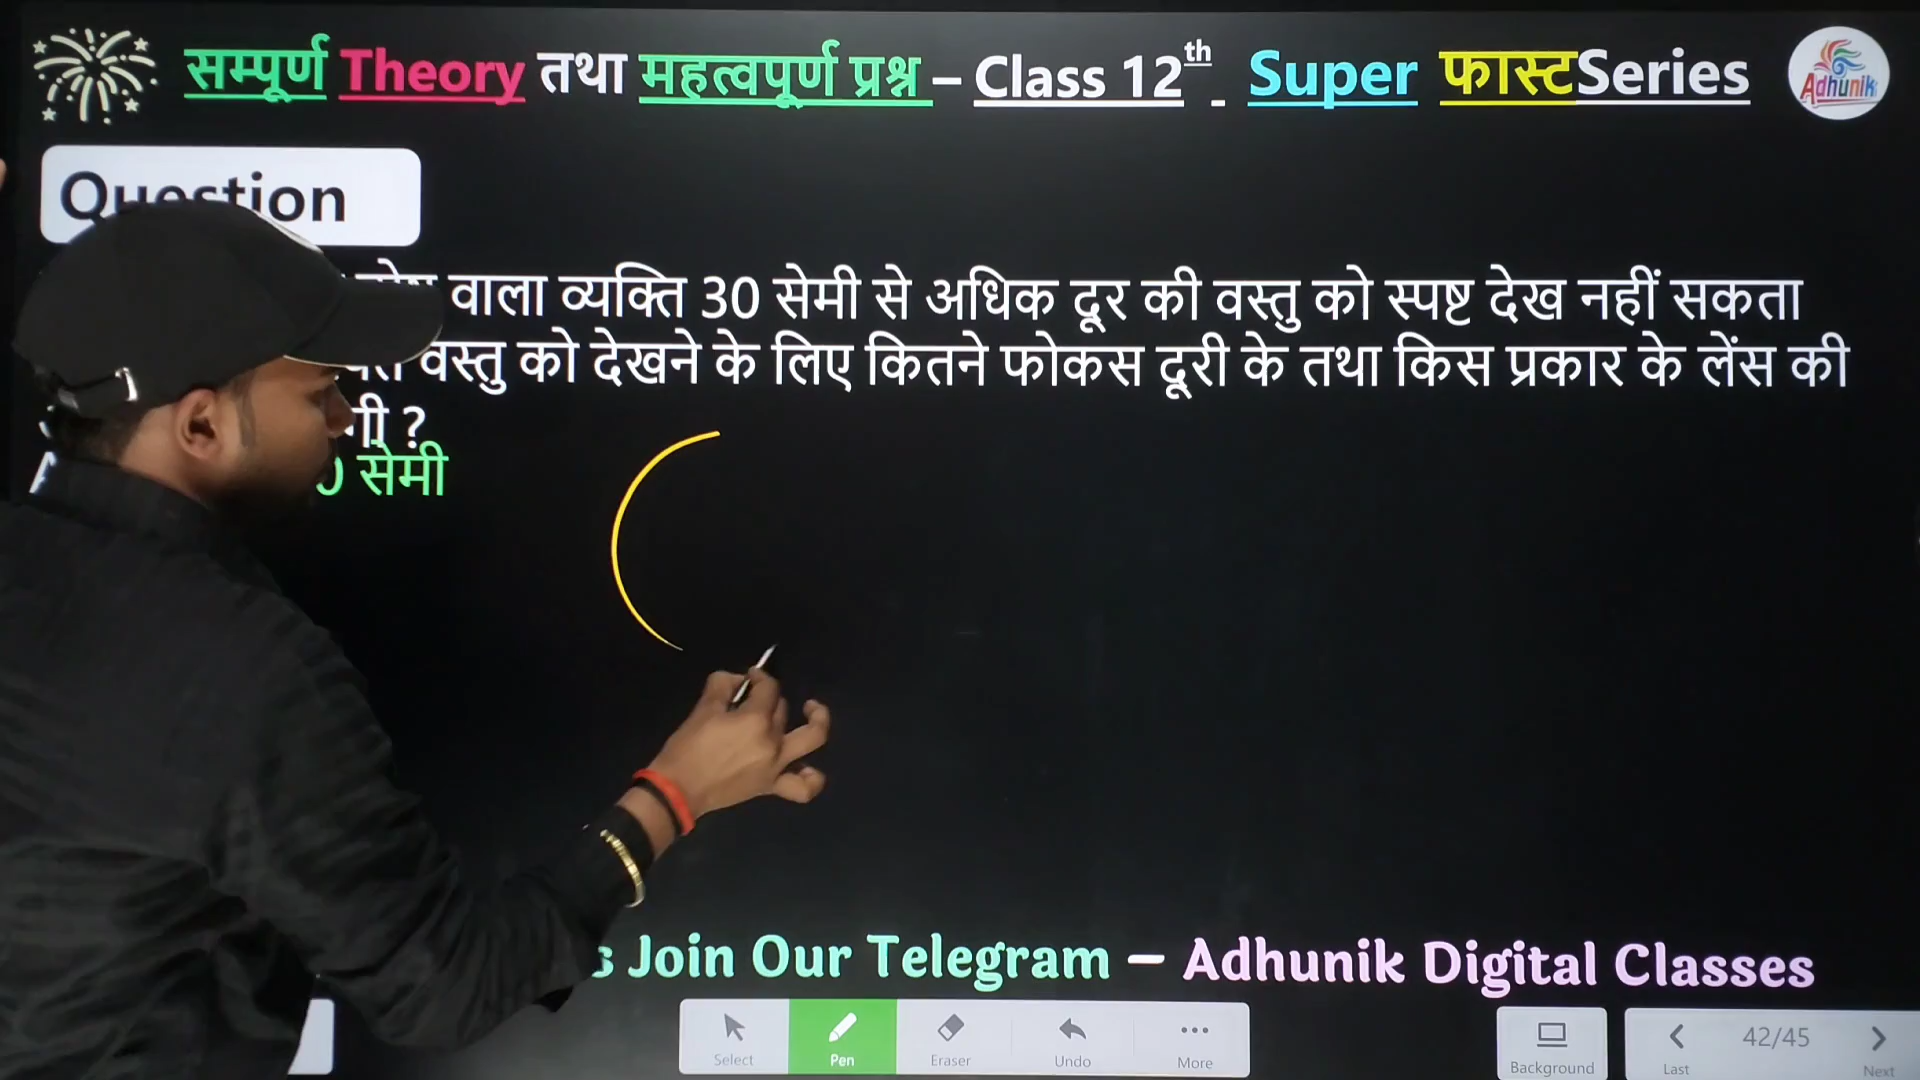 सम्पूर्ण Theory तथा महत्वपूर्ण प्रश्न – Class 12th - Super फास्टSeries
Adhunik
Question
वाला व्यक्ति 30 सेमी से अधिक दूर की वस्तु को स्पष्ट देख नहीं सकता
वस्तु को देखने के लिए कितने फोकस दूरी के तथा किस प्रकार के लेंस की
?
सेमी
Join Our Telegram – Adhunik Digital Classes
Select
Pen
Eraser
Undo
More
Background
Last
42/45
Next